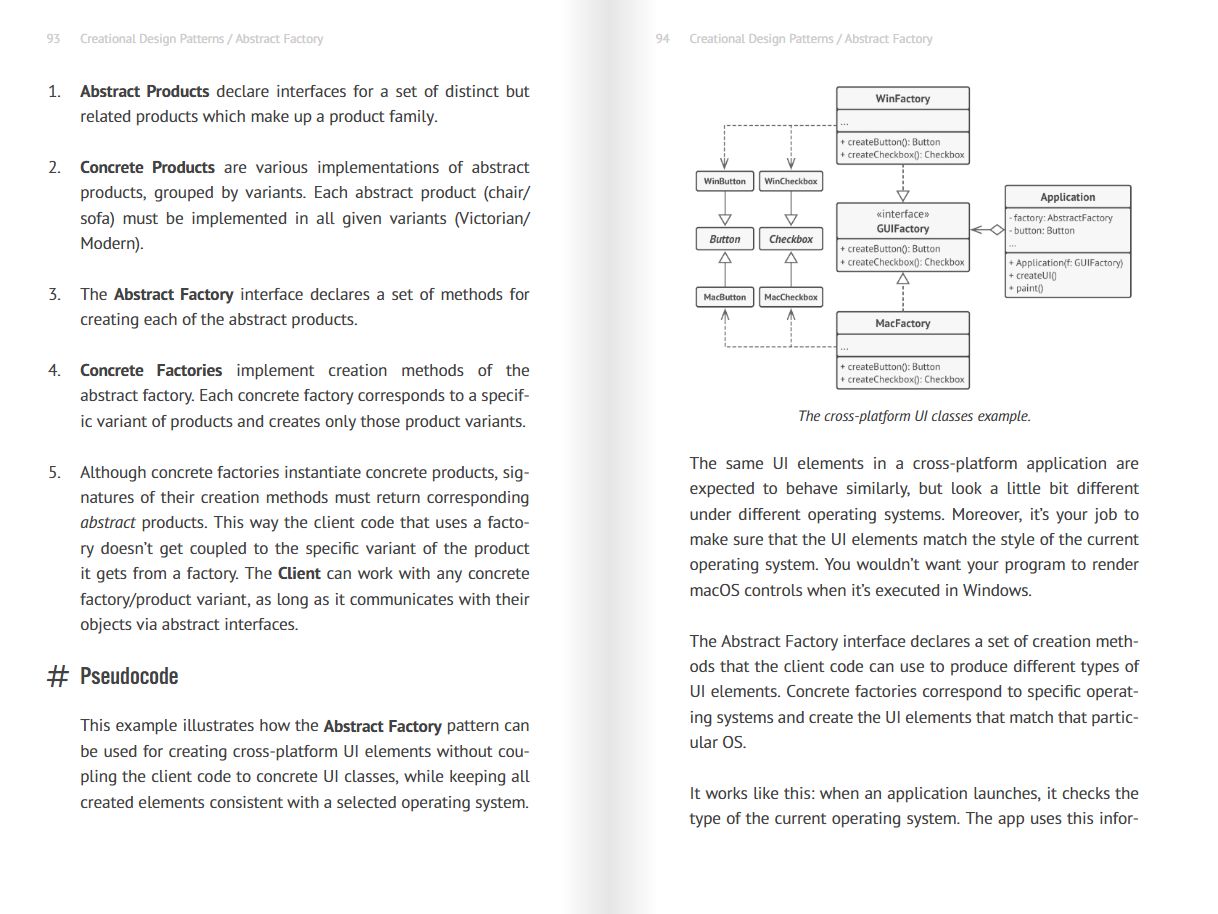 93 Creational Design Patterns / Abstract Factory
1. Abstract Products declare interfaces for a set of distinct but
related products which make up a product family.
2. Concrete Products are various implementations of abstract
products, grouped by variants. Each abstract product (chair/
sofa) must be implemented in all given variants (Victorian/
Modern).
3. The Abstract Factory interface declares a set of methods for
creating each of the abstract products.
4. Concrete Factories implement creation methods of the
abstract factory. Each concrete factory corresponds to a specif-
ic variant of products and creates only those product variants.
5. Although concrete factories instantiate concrete products, sig-
natures of their creation methods must return corresponding
abstract products. This way the client code that uses a facto-
ry doesn't get coupled to the specific variant of the product
it gets from a factory. The Client can work with any concrete
factory/product variant, as long as it communicates with their
objects via abstract interfaces.
# Pseudocode
This example illustrates how the Abstract Factory pattern can
be used for creating cross-platform UI elements without cou-
pling the client code to concrete UI classes, while keeping all
created elements consistent with a selected operating system.
94 Creational Design Patterns / Abstract Factory
WinFactory
...
+ createButton(): Button
+ createCheckbox(): Checkbox
WinButton
WinCheckbox
Button
Checkbox
MacButton
MacCheckbox
«interface»
GUIFactory
+ createButton(): Button
+ createCheckbox(): Checkbox
Application
- factory: AbstractFactory
- button: Button
...
+ Application(f: GUIFactory)
+ createUI()
+ paint()
MacFactory
...
+ createButton(): Button
+ createCheckbox(): Checkbox
The cross-platform UI classes example.
The same UI elements in a cross-platform application are
expected to behave similarly, but look a little bit different
under different operating systems. Moreover, it's your job to
make sure that the UI elements match the style of the current
operating system. You wouldn't want your program to render
macOS controls when it's executed in Windows.
The Abstract Factory interface declares a set of creation meth-
ods that the client code can use to produce different types of
UI elements. Concrete factories correspond to specific operat-
ing systems and create the UI elements that match that partic-
ular OS.
It works like this: when an application launches, it checks the
type of the current operating system. The app uses this infor-